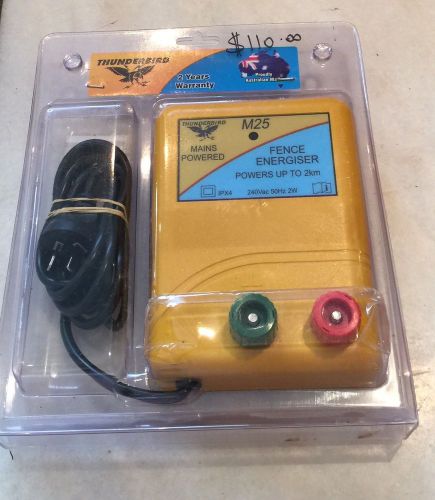 $110.00
THUNDERBIRD
2 Years
Warranty
Proudly
Australian Ma
THUNDERBIRD
M25
MAINS
POWERED
FENCE
ENERGISER
POWERS UP TO 2km
IPX4
240Vac 50Hz 2W